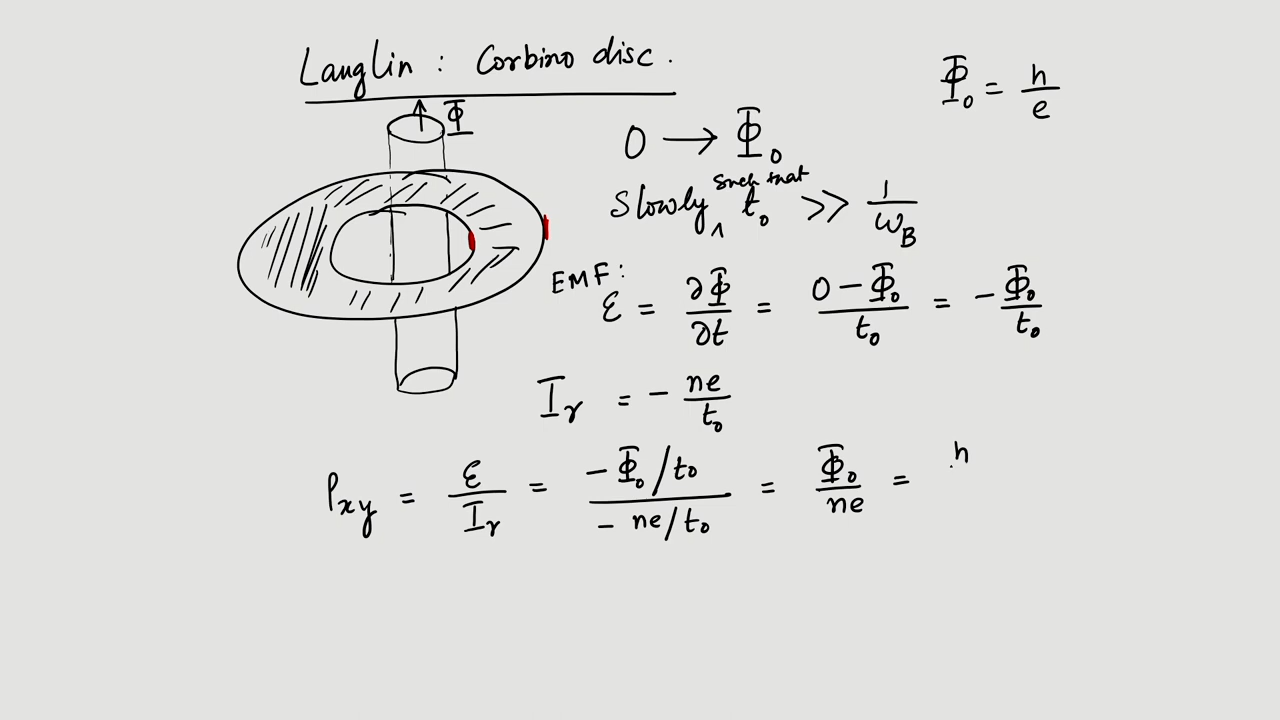 Lauglin : Corbino disc.
Φ₀ = h/e
Φ
0 → Φ₀
Slowly such that t₀ >> 1/ω_B
EMF:
ε = ∂Φ/∂t = (0 - Φ₀)/t₀ = - Φ₀/t₀
I_r = - ne/t₀
ρ_xy = ε/I_r = (-Φ₀/t₀)/(-ne/t₀) = Φ₀/ne = h